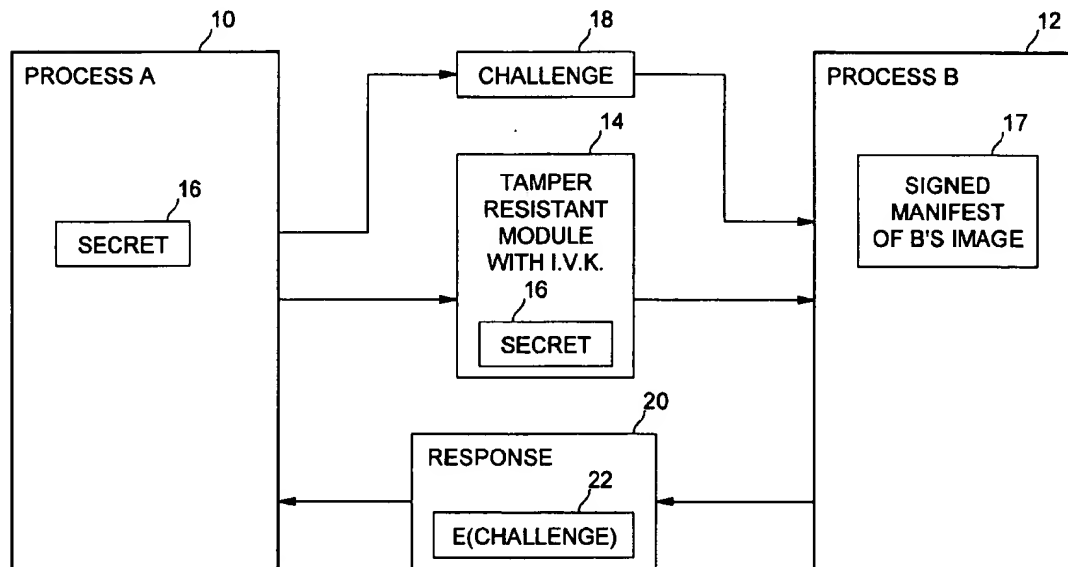 10
18
12
PROCESS A
CHALLENGE
PROCESS B
14
17
TAMPER
RESISTANT
MODULE
WITH I.V.K.
SIGNED
MANIFEST
OF B'S IMAGE
16
SECRET
16
SECRET
20
RESPONSE
22
E(CHALLENGE)